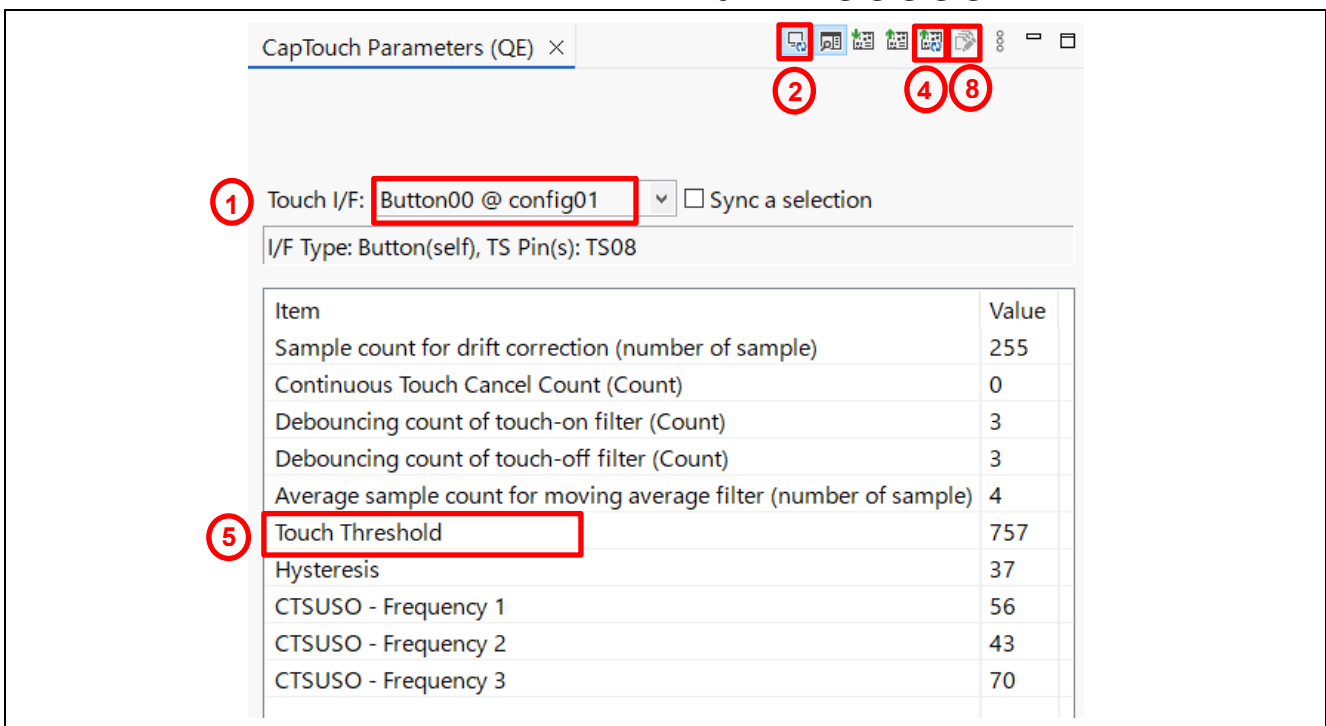 CapTouch Parameters (QE)
2 4 8
1 Touch I/F: Button00 @ config01 Sync a selection
I/F Type: Button(self), TS Pin(s): TS08
Item Value
Sample count for drift correction (number of sample) 255
Continuous Touch Cancel Count (Count) 0
Debouncing count of touch-on filter (Count) 3
Debouncing count of touch-off filter (Count) 3
Average sample count for moving average filter (number of sample) 4
5 Touch Threshold 757
Hysteresis 37
CTSUSO - Frequency 1 56
CTSUSO - Frequency 2 43
CTSUSO - Frequency 3 70